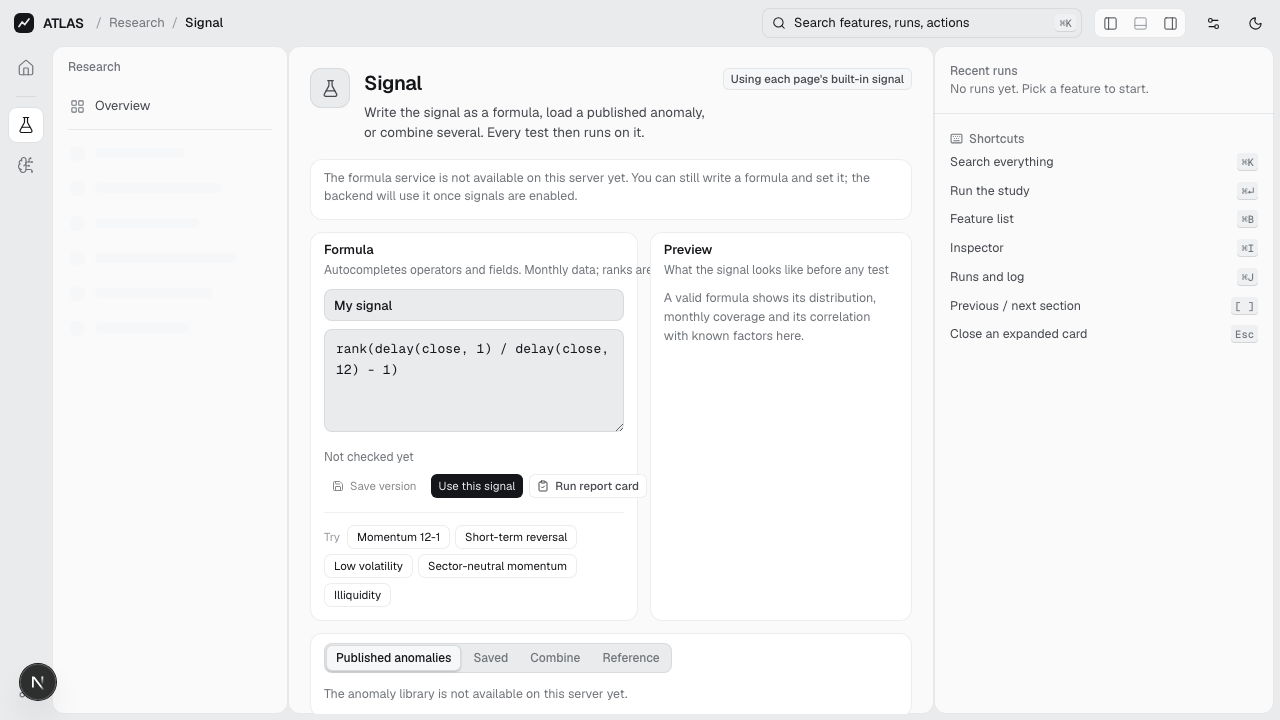 ATLAS / Research / Signal
Search features, runs, actions ⌘K
Research
Overview
Signal
Using each page's built-in signal
Write the signal as a formula, load a published anomaly,
or combine several. Every test then runs on it.
The formula service is not available on this server yet. You can still write a formula and set it; the
backend will use it once signals are enabled.
Formula
Autocompletes operators and fields. Monthly data; ranks are
My signal
rank(delay(close, 1) / delay(close,
12) - 1)
Not checked yet
Save version
Use this signal
Run report card
Try
Momentum 12-1
Short-term reversal
Low volatility
Sector-neutral momentum
Illiquidity
Preview
What the signal looks like before any test
A valid formula shows its distribution,
monthly coverage and its correlation
with known factors here.
Published anomalies
Saved
Combine
Reference
The anomaly library is not available on this server yet.
Recent runs
No runs yet. Pick a feature to start.
Shortcuts
Search everything ⌘K
Run the study ⌘↵
Feature list ⌘B
Inspector ⌘I
Runs and log ⌘J
Previous / next section [ ]
Close an expanded card Esc
N